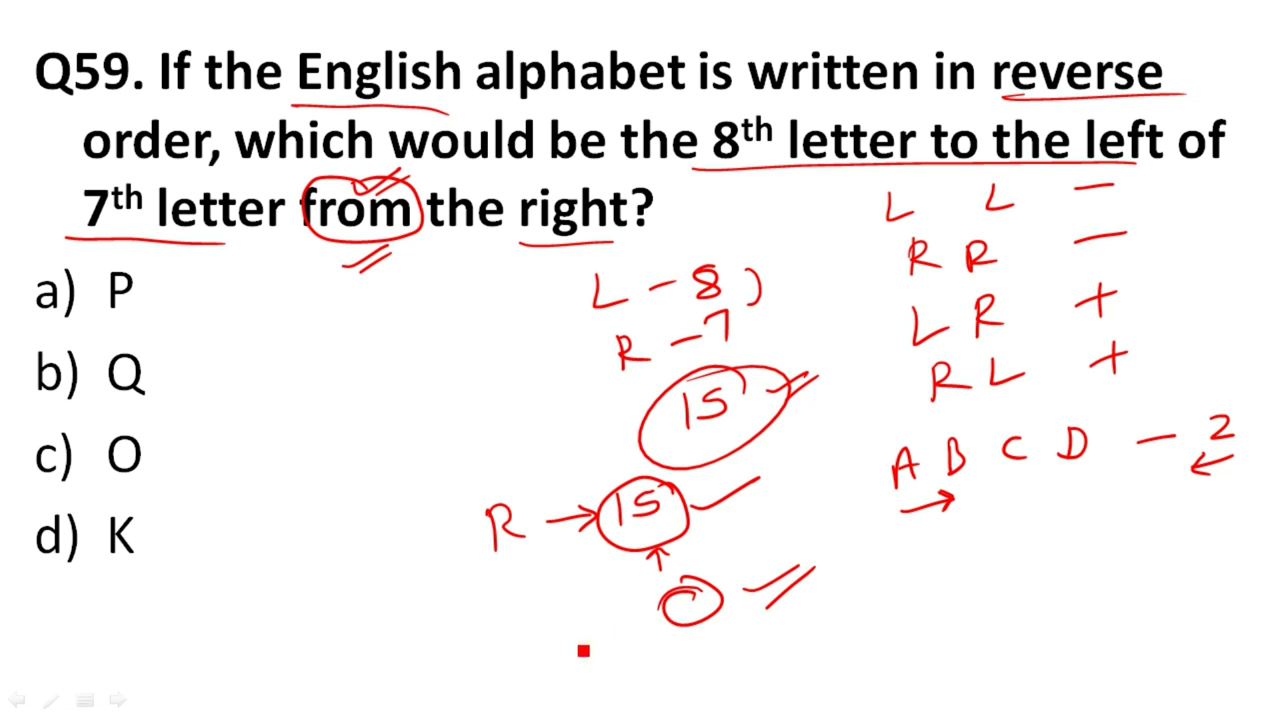 Q59. If the English alphabet is written in reverse
order, which would be the 8th letter to the left of
7th letter from the right?
a) P
b) Q
c) O
d) K
L L —
R R —
L R +
R L +
L – 8
R – 7
15
A B C D – 2
R → 15
O